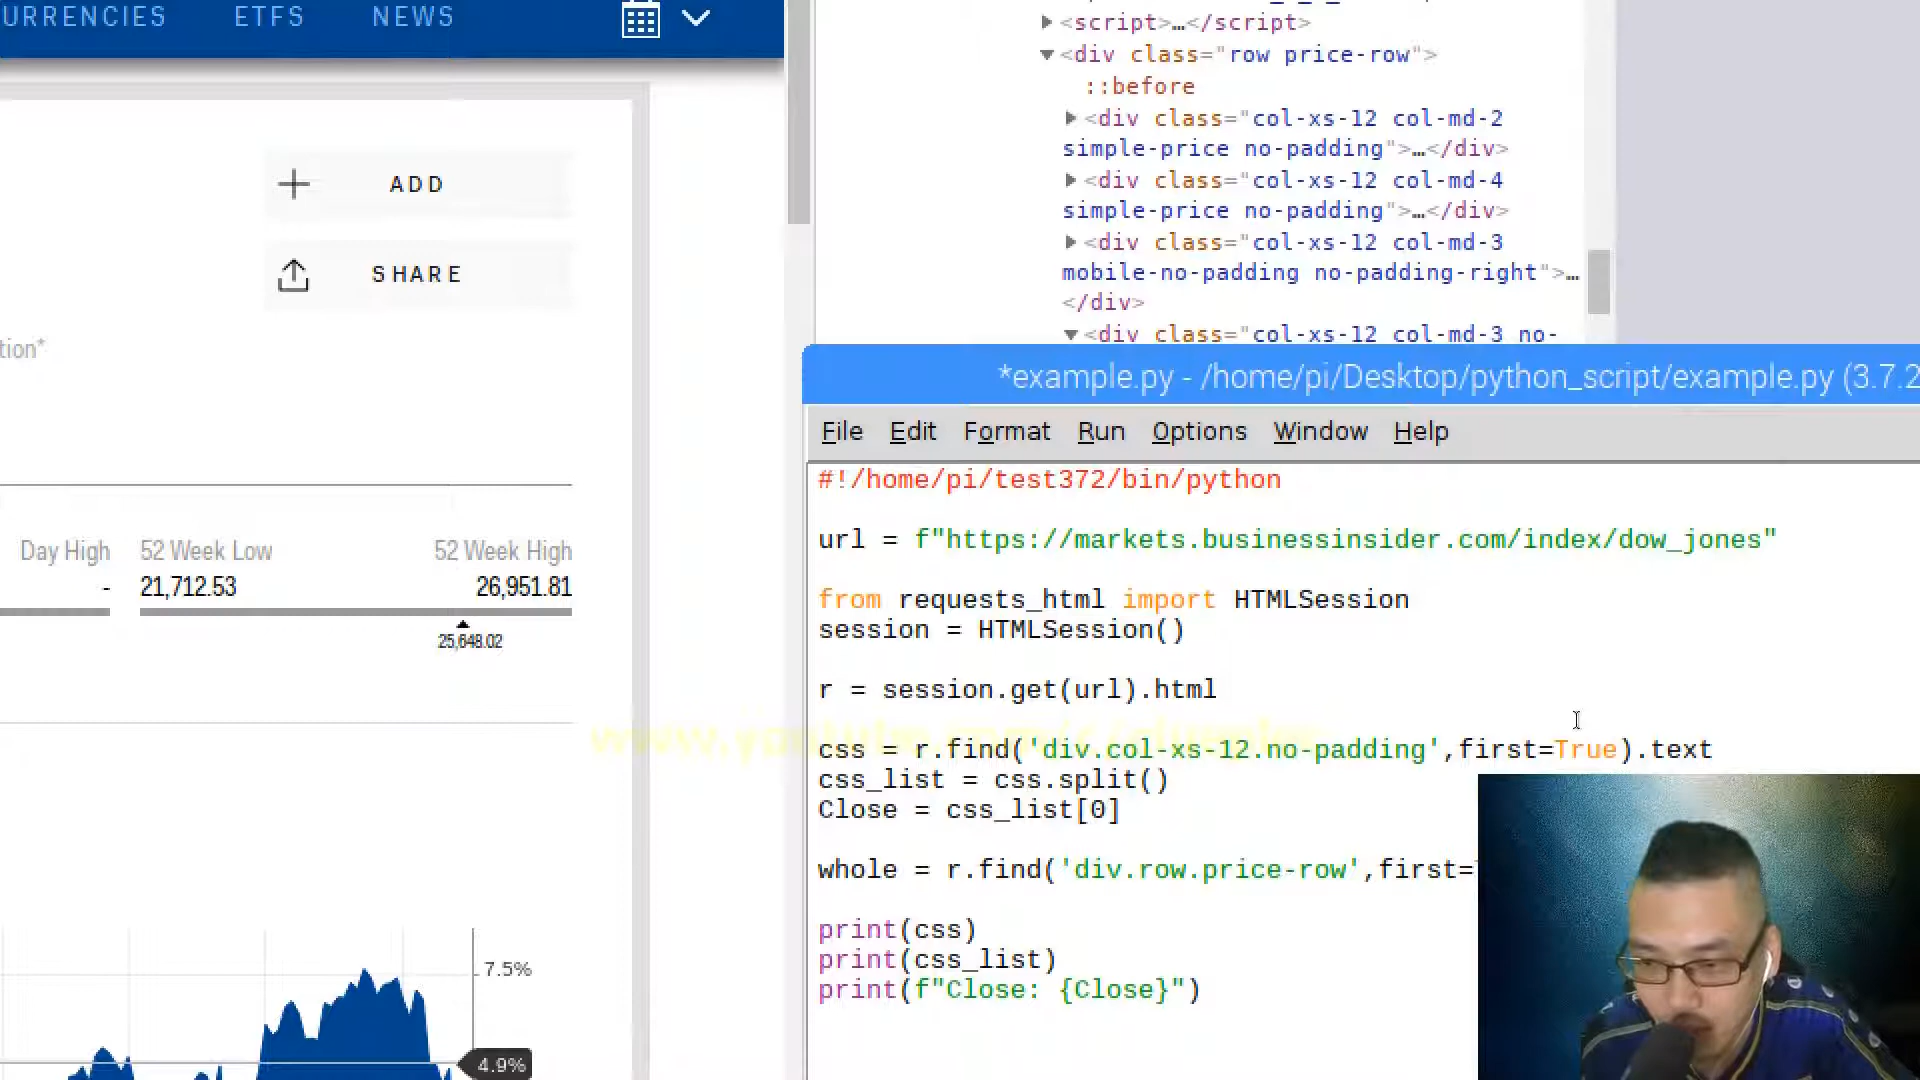 URRENCIES ETFS NEWS
ADD
SHARE
tion*
Day High 52 Week Low 52 Week High
- 21,712.53 26,951.81
25,648.02
7.5%
4.9%
<script>…</script>
<div class="row price-row">
::before
<div class="col-xs-12 col-md-2
simple-price no-padding">…</div>
<div class="col-xs-12 col-md-4
simple-price no-padding">…</div>
<div class="col-xs-12 col-md-3
mobile-no-padding no-padding-right">…
</div>
<div class="col-xs-12 col-md-3 no-
*example.py - /home/pi/Desktop/python_script/example.py (3.7.2
File Edit Format Run Options Window Help
#!/home/pi/test372/bin/python
url = f"https://markets.businessinsider.com/index/dow_jones"
from requests_html import HTMLSession
session = HTMLSession()
r = session.get(url).html
css = r.find('div.col-xs-12.no-padding',first=True).text
css_list = css.split()
Close = css_list[0]
whole = r.find('div.row.price-row',first=
print(css)
print(css_list)
print(f"Close: {Close}")